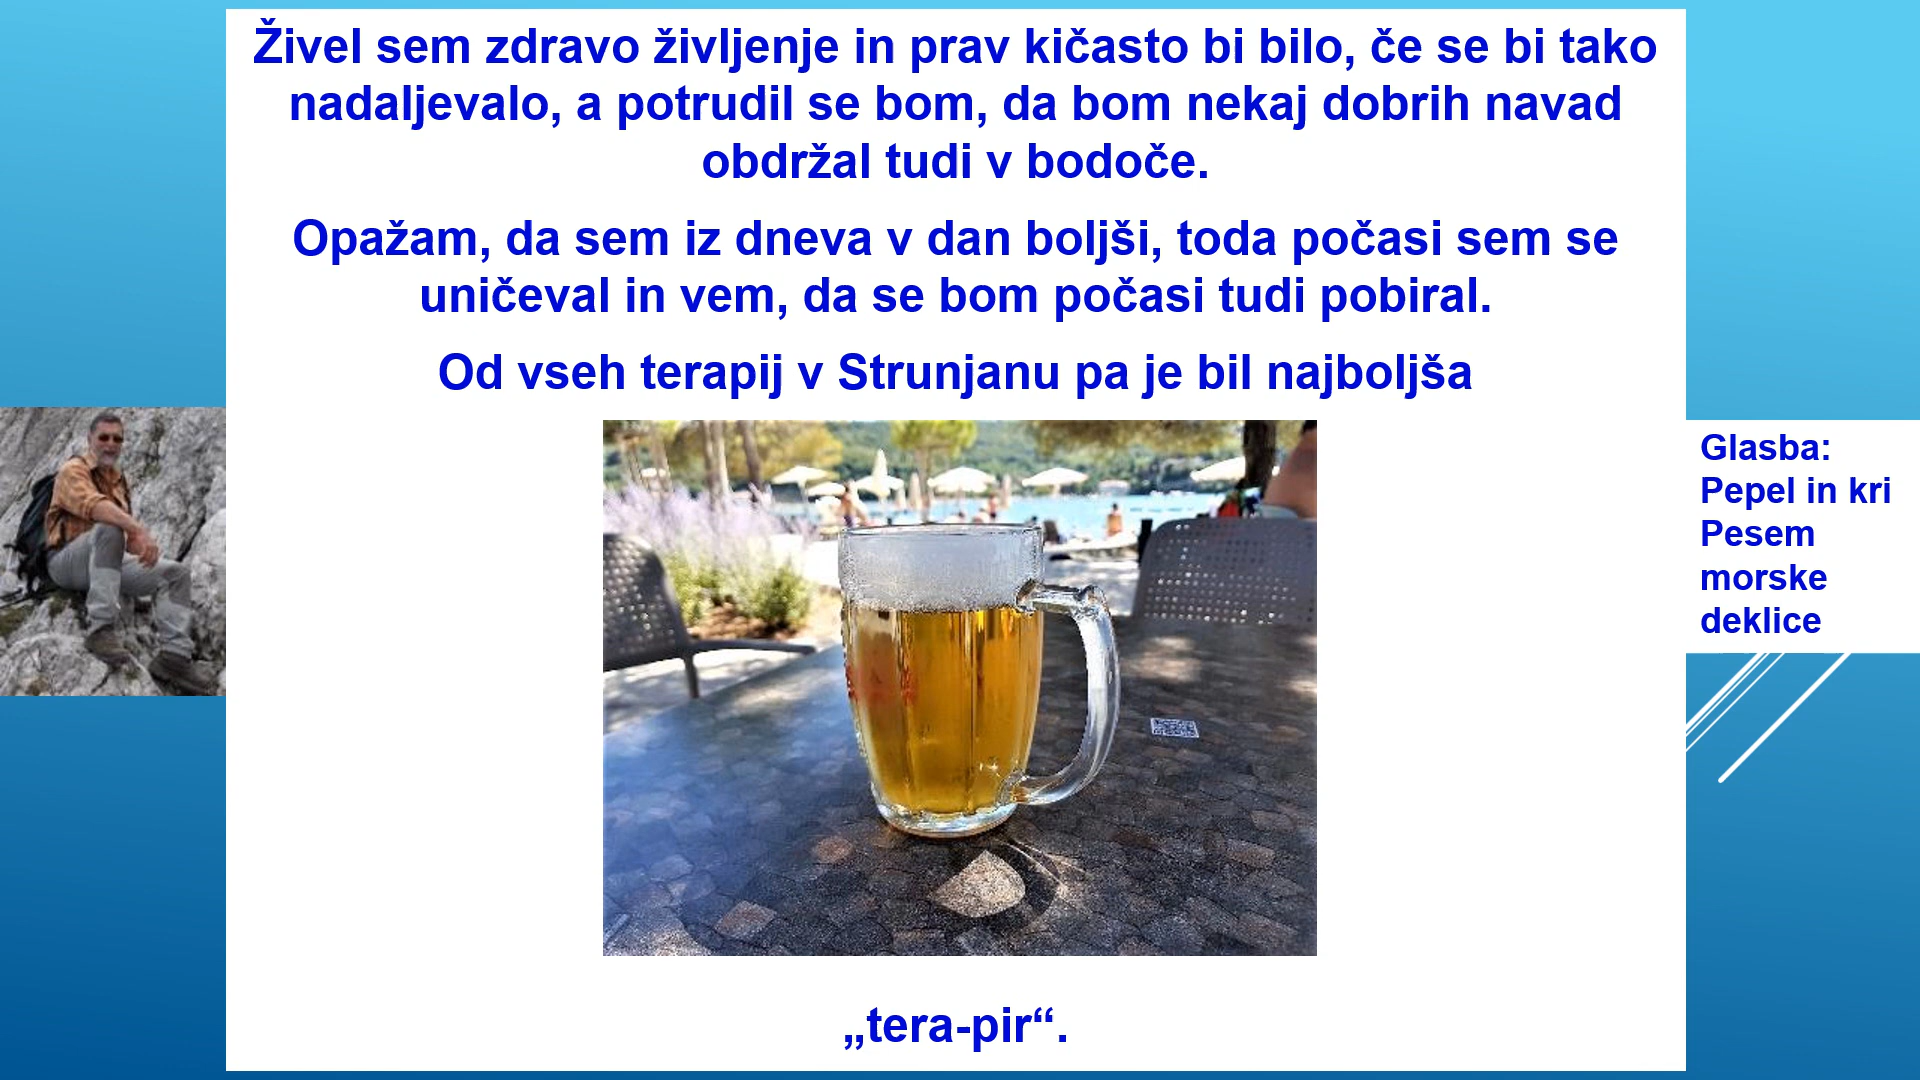 Živel sem zdravo življenje in prav kičasto bi bilo, če se bi tako
nadaljevalo, a potrudil se bom, da bom nekaj dobrih navad
obdržal tudi v bodoče.
Opažam, da sem iz dneva v dan boljši, toda počasi sem se
uničeval in vem, da se bom počasi tudi pobiral.
Od vseh terapij v Strunjanu pa je bil najboljša
„tera-pir“.
Glasba:
Pepel in kri
Pesem
morske
deklice